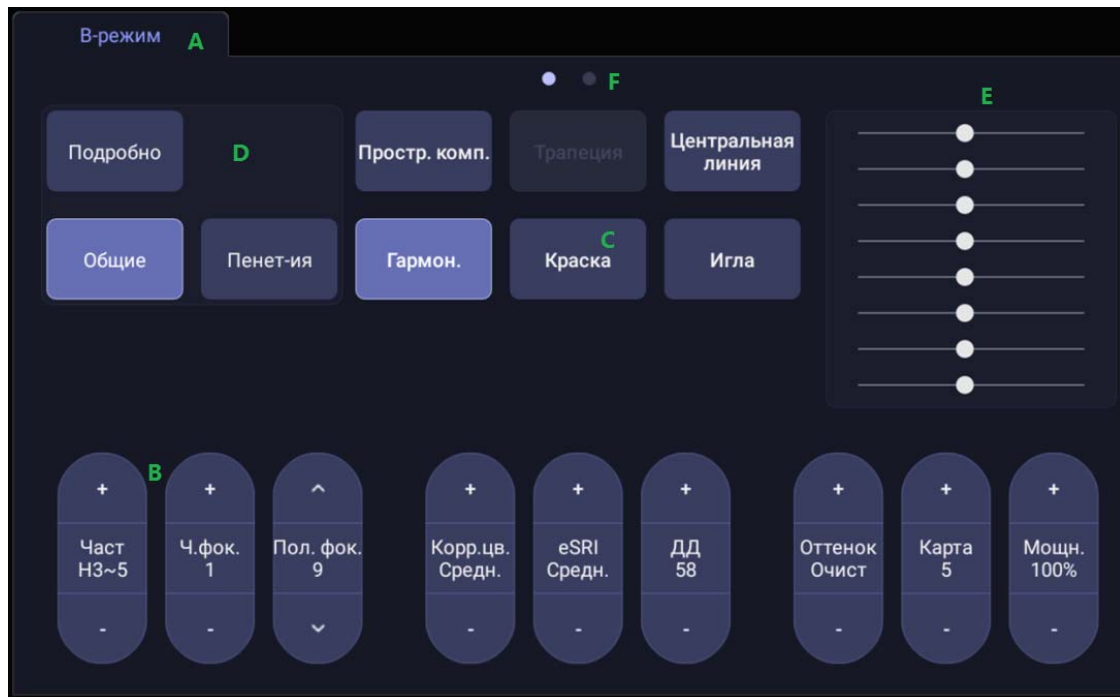 В-режим
A
F
E
Подробно
D
Простр. комп.
Трапеция
Центральная
линия
Общие
Пенет-ия
Гармон.
C
Краска
Игла
B
+
+
+
+
+
+
+
+
Част
H3~5
Ч.фок.
1
Пол. фок.
9
Корр.цв.
Средн.
eSRI
Средн.
ДД
58
Оттенок
Очист
Карта
5
Мощн.
100%
-
-
-
-
-
-
-
-